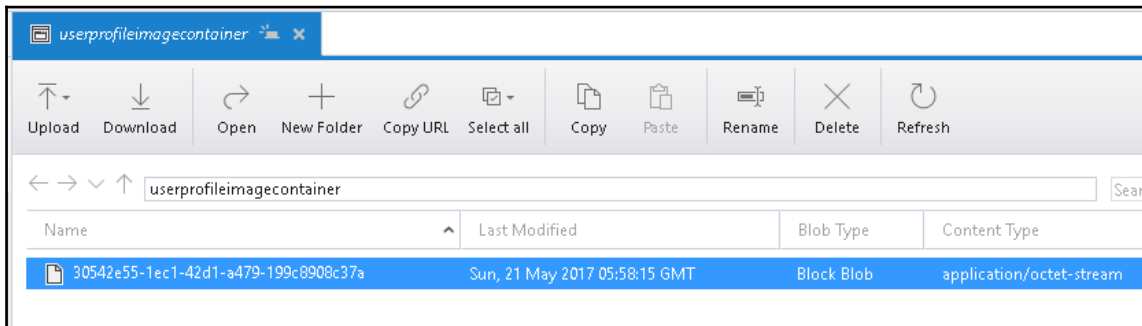 userprofileimagecontainer
Upload Download Open New Folder Copy URL Select all Copy Paste Rename Delete Refresh
userprofileimagecontainer Sear
Name Last Modified Blob Type Content Type
30542e55-1ec1-42d1-a479-199c8908c37a Sun, 21 May 2017 05:58:15 GMT Block Blob application/octet-stream